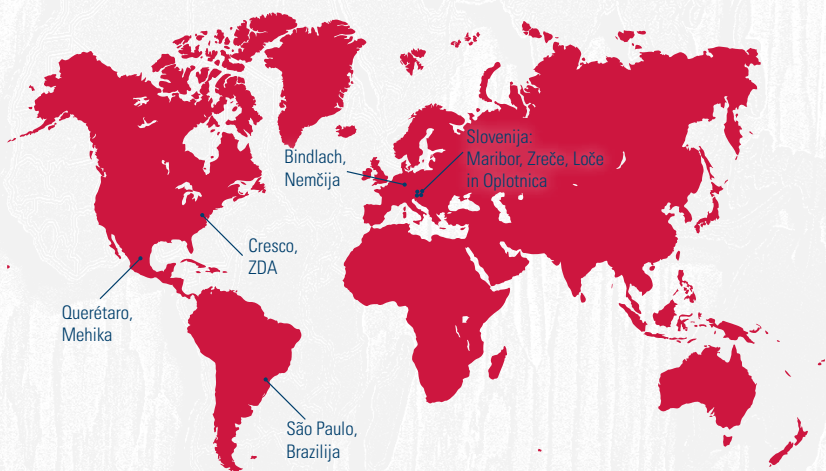 Slovenija:
Maribor, Zreče, Loče
in Oplotnica
Bindlach,
Nemčija
Cresco,
ZDA
Querétaro,
Mehika
São Paulo,
Brazilija